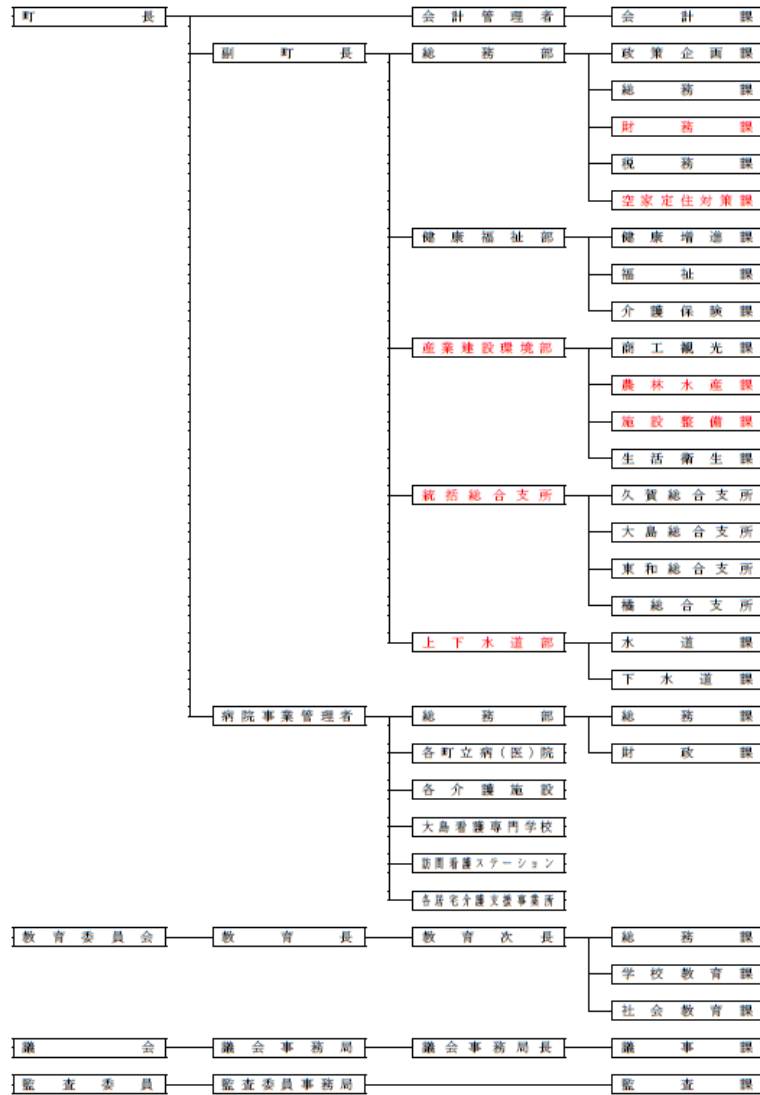 町長 会計管理者 会計課
副町長 総務部 政策企画課
総務課
財務課
税務課
空家定住対策課
健康福祉部 健康増進課
福祉課
介護保険課
産業建設環境部 商工観光課
農林水産課
施設整備課
生活衛生課
統括総合支所 久賀総合支所
大島総合支所
東和総合支所
橘総合支所
上下水道部 水道課
下水道課
病院事業管理者 総務部 総務課
各町立病(医)院 財政課
各介護施設
大島看護専門学校
訪問看護ステーション
各居宅介護支援事業所
教育委員会 教育長 教育次長 総務課
学校教育課
社会教育課
議会 議会事務局 議会事務局長 議事課
監査委員 監査委員事務局 監査課